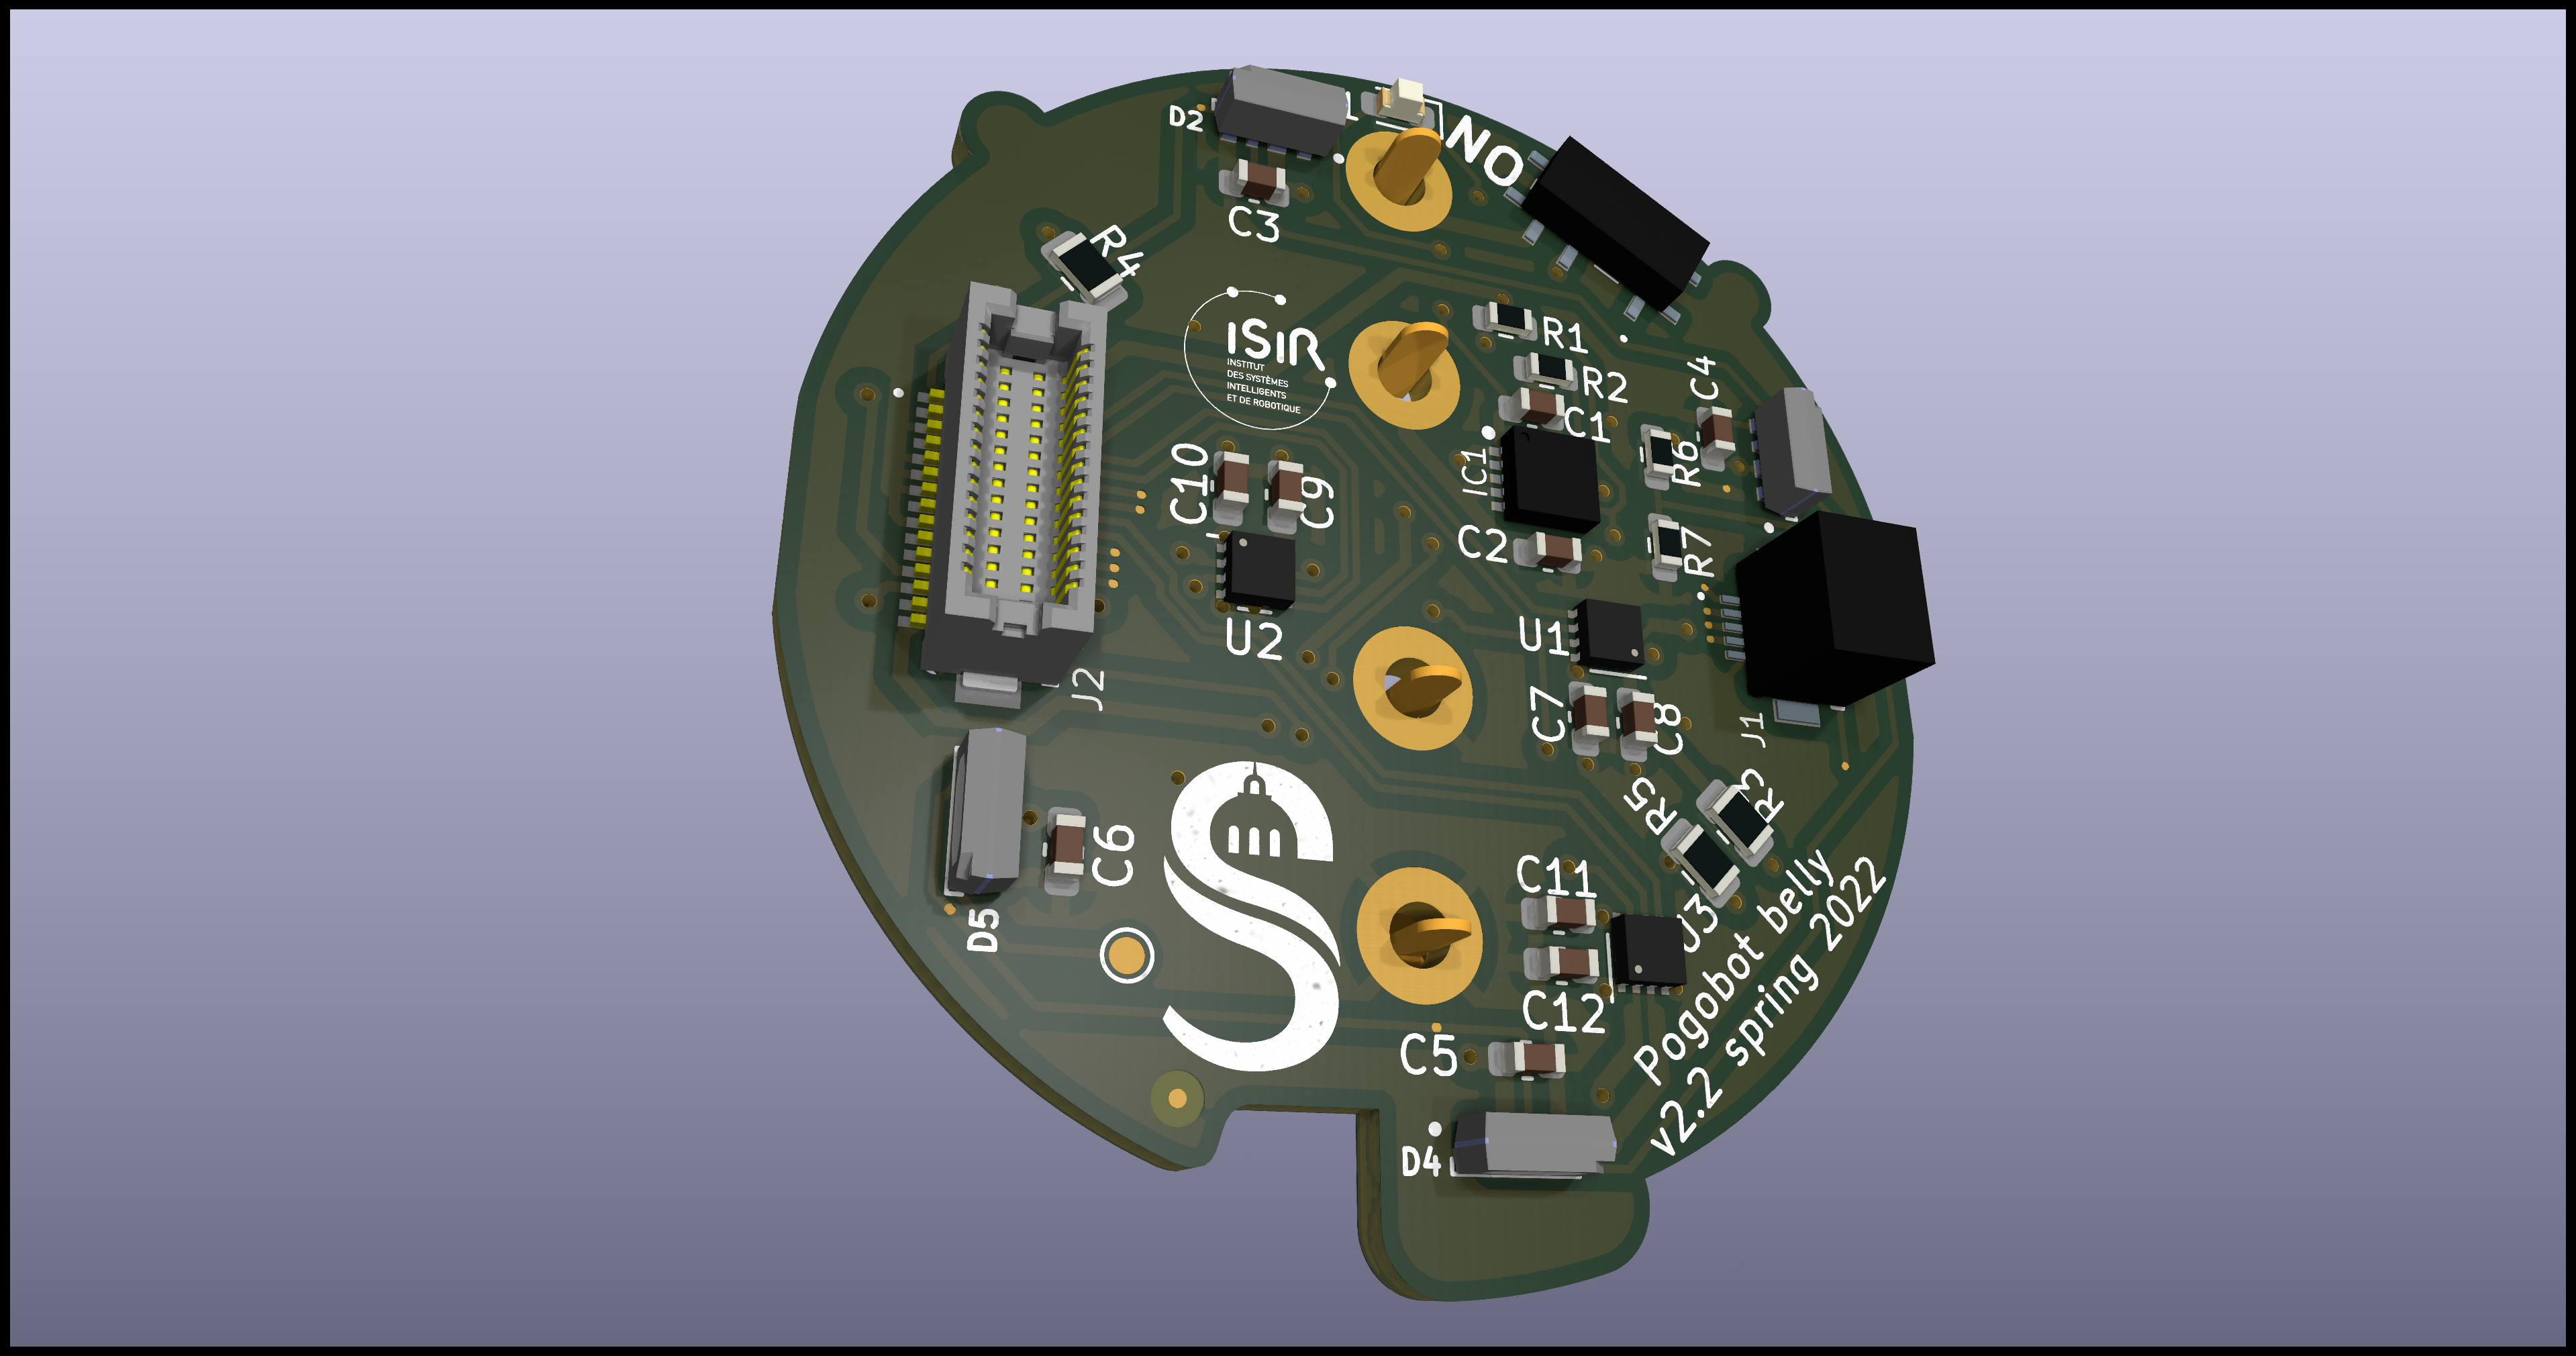 D2
ON
C3
R4
ISIR
INSTITUT
DES SYSTÈMES
INTELLIGENTS
ET DE ROBOTIQUE
R1
R2
C4
C1
IC1
R6
C10
C9
C2
R7
U2
U1
J2
C7
C8
J1
R5
R3
C6
C11
U3
D5
C12
C5
Pogobot belly
v2.2 spring 2022
D4